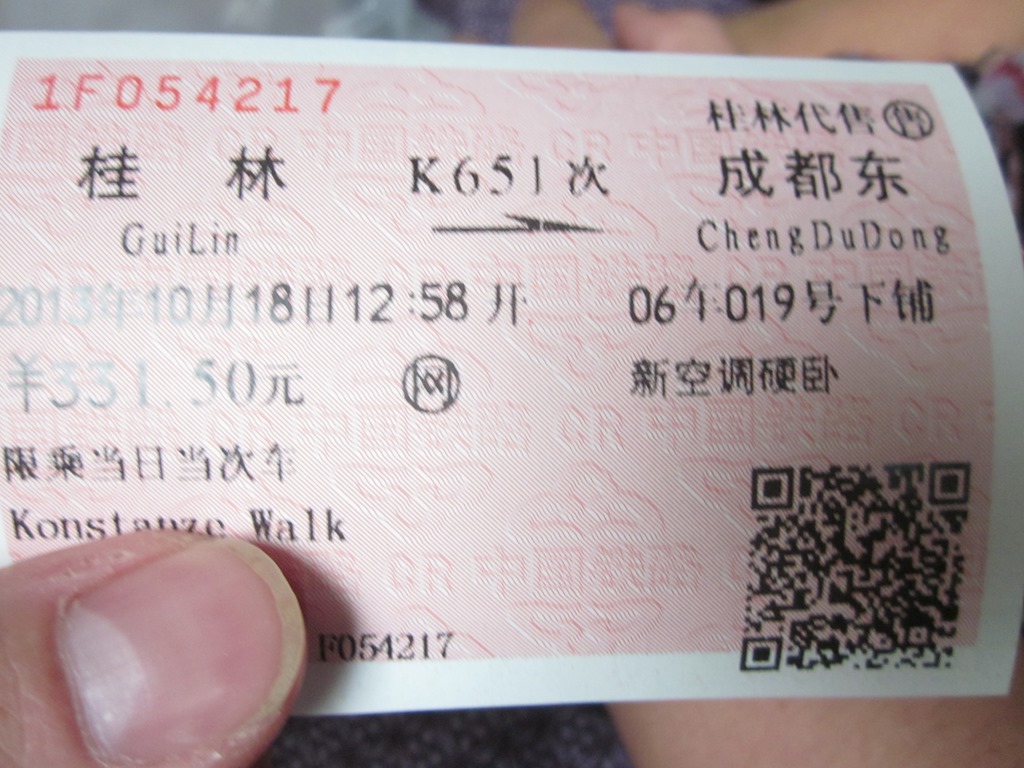 1F054217
桂林代售 售
桂 林 K651次 成都东
GuiLin ChengDuDong
2013年10月18日12:58开 06车019号下铺
¥331.50元 网 新空调硬卧
限乘当日当次车
Konstanze Walk
F054217